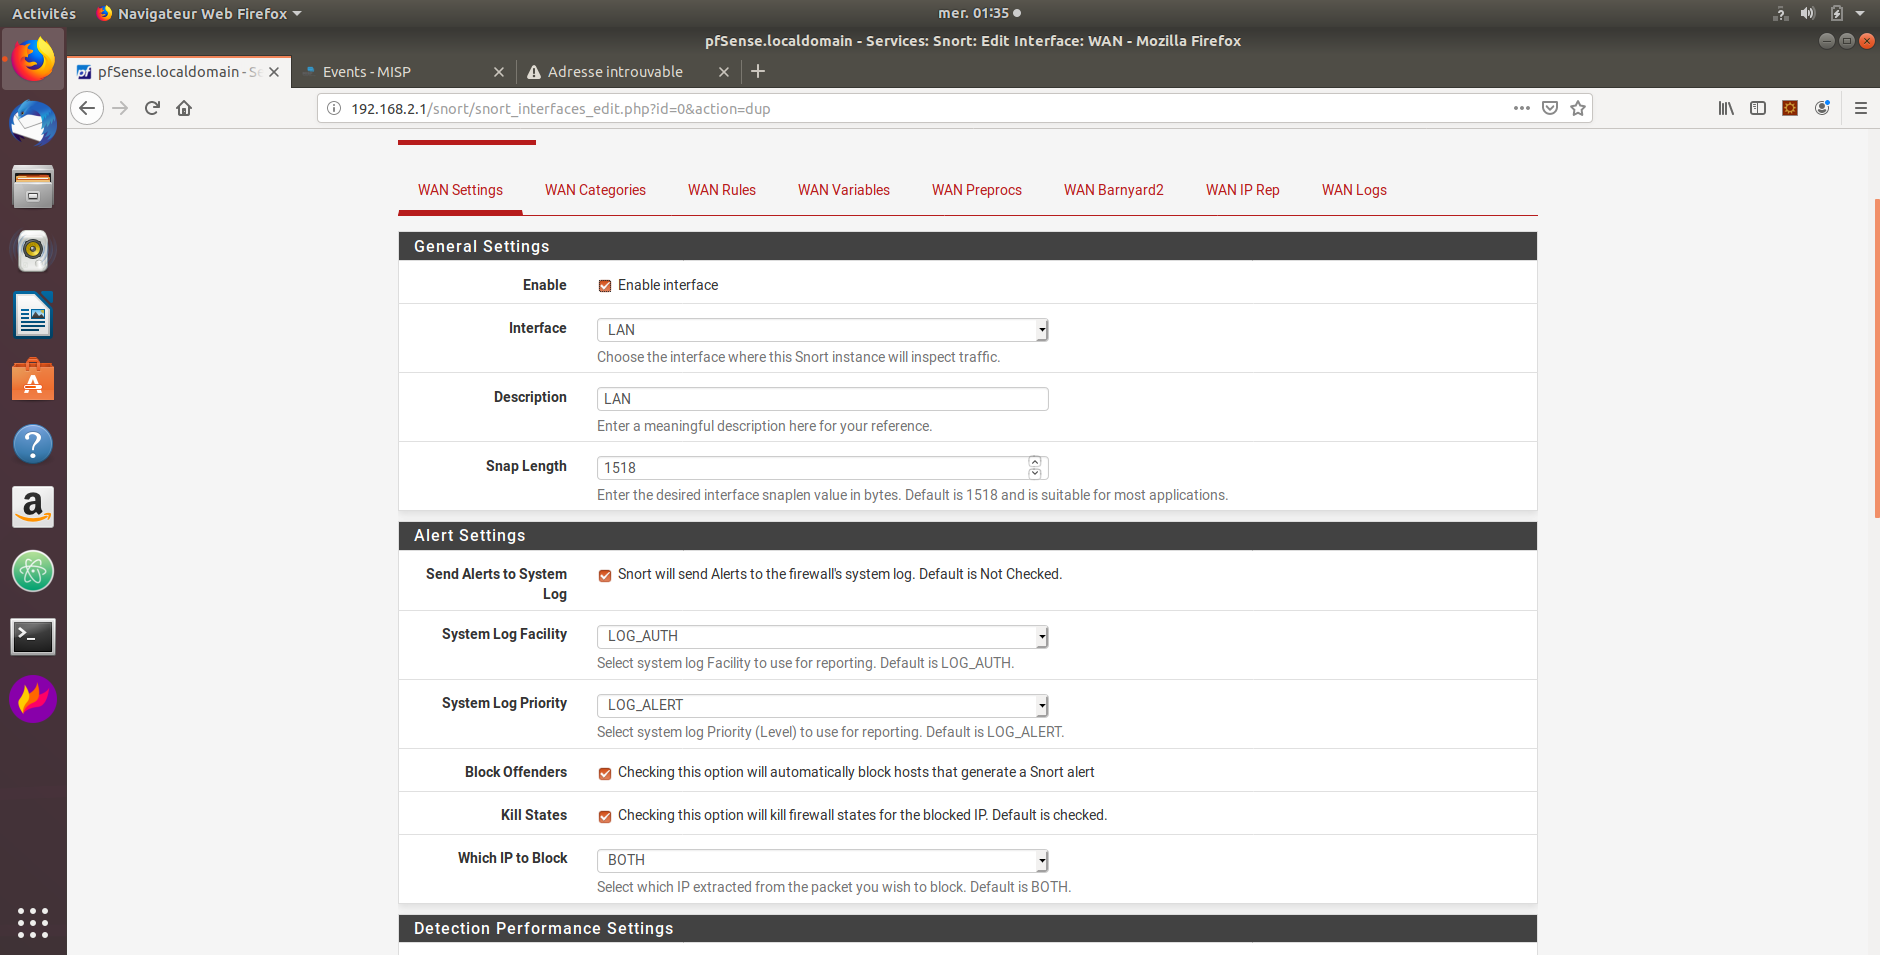 Activités
Navigateur Web Firefox
mer. 01:35
pfSense.localdomain - Services: Snort: Edit Interface: WAN - Mozilla Firefox
pfSense.localdomain - Se
Events - MISP
Adresse introuvable
192.168.2.1/snort/snort_interfaces_edit.php?id=0&action=dup
WAN Settings
WAN Categories
WAN Rules
WAN Variables
WAN Preprocs
WAN Barnyard2
WAN IP Rep
WAN Logs
General Settings
Enable
Enable interface
Interface
LAN
Choose the interface where this Snort instance will inspect traffic.
Description
LAN
Enter a meaningful description here for your reference.
Snap Length
1518
Enter the desired interface snaplen value in bytes. Default is 1518 and is suitable for most applications.
Alert Settings
Send Alerts to System
Log
Snort will send Alerts to the firewall's system log. Default is Not Checked.
System Log Facility
LOG_AUTH
Select system log Facility to use for reporting. Default is LOG_AUTH.
System Log Priority
LOG_ALERT
Select system log Priority (Level) to use for reporting. Default is LOG_ALERT.
Block Offenders
Checking this option will automatically block hosts that generate a Snort alert
Kill States
Checking this option will kill firewall states for the blocked IP. Default is checked.
Which IP to Block
BOTH
Select which IP extracted from the packet you wish to block. Default is BOTH.
Detection Performance Settings